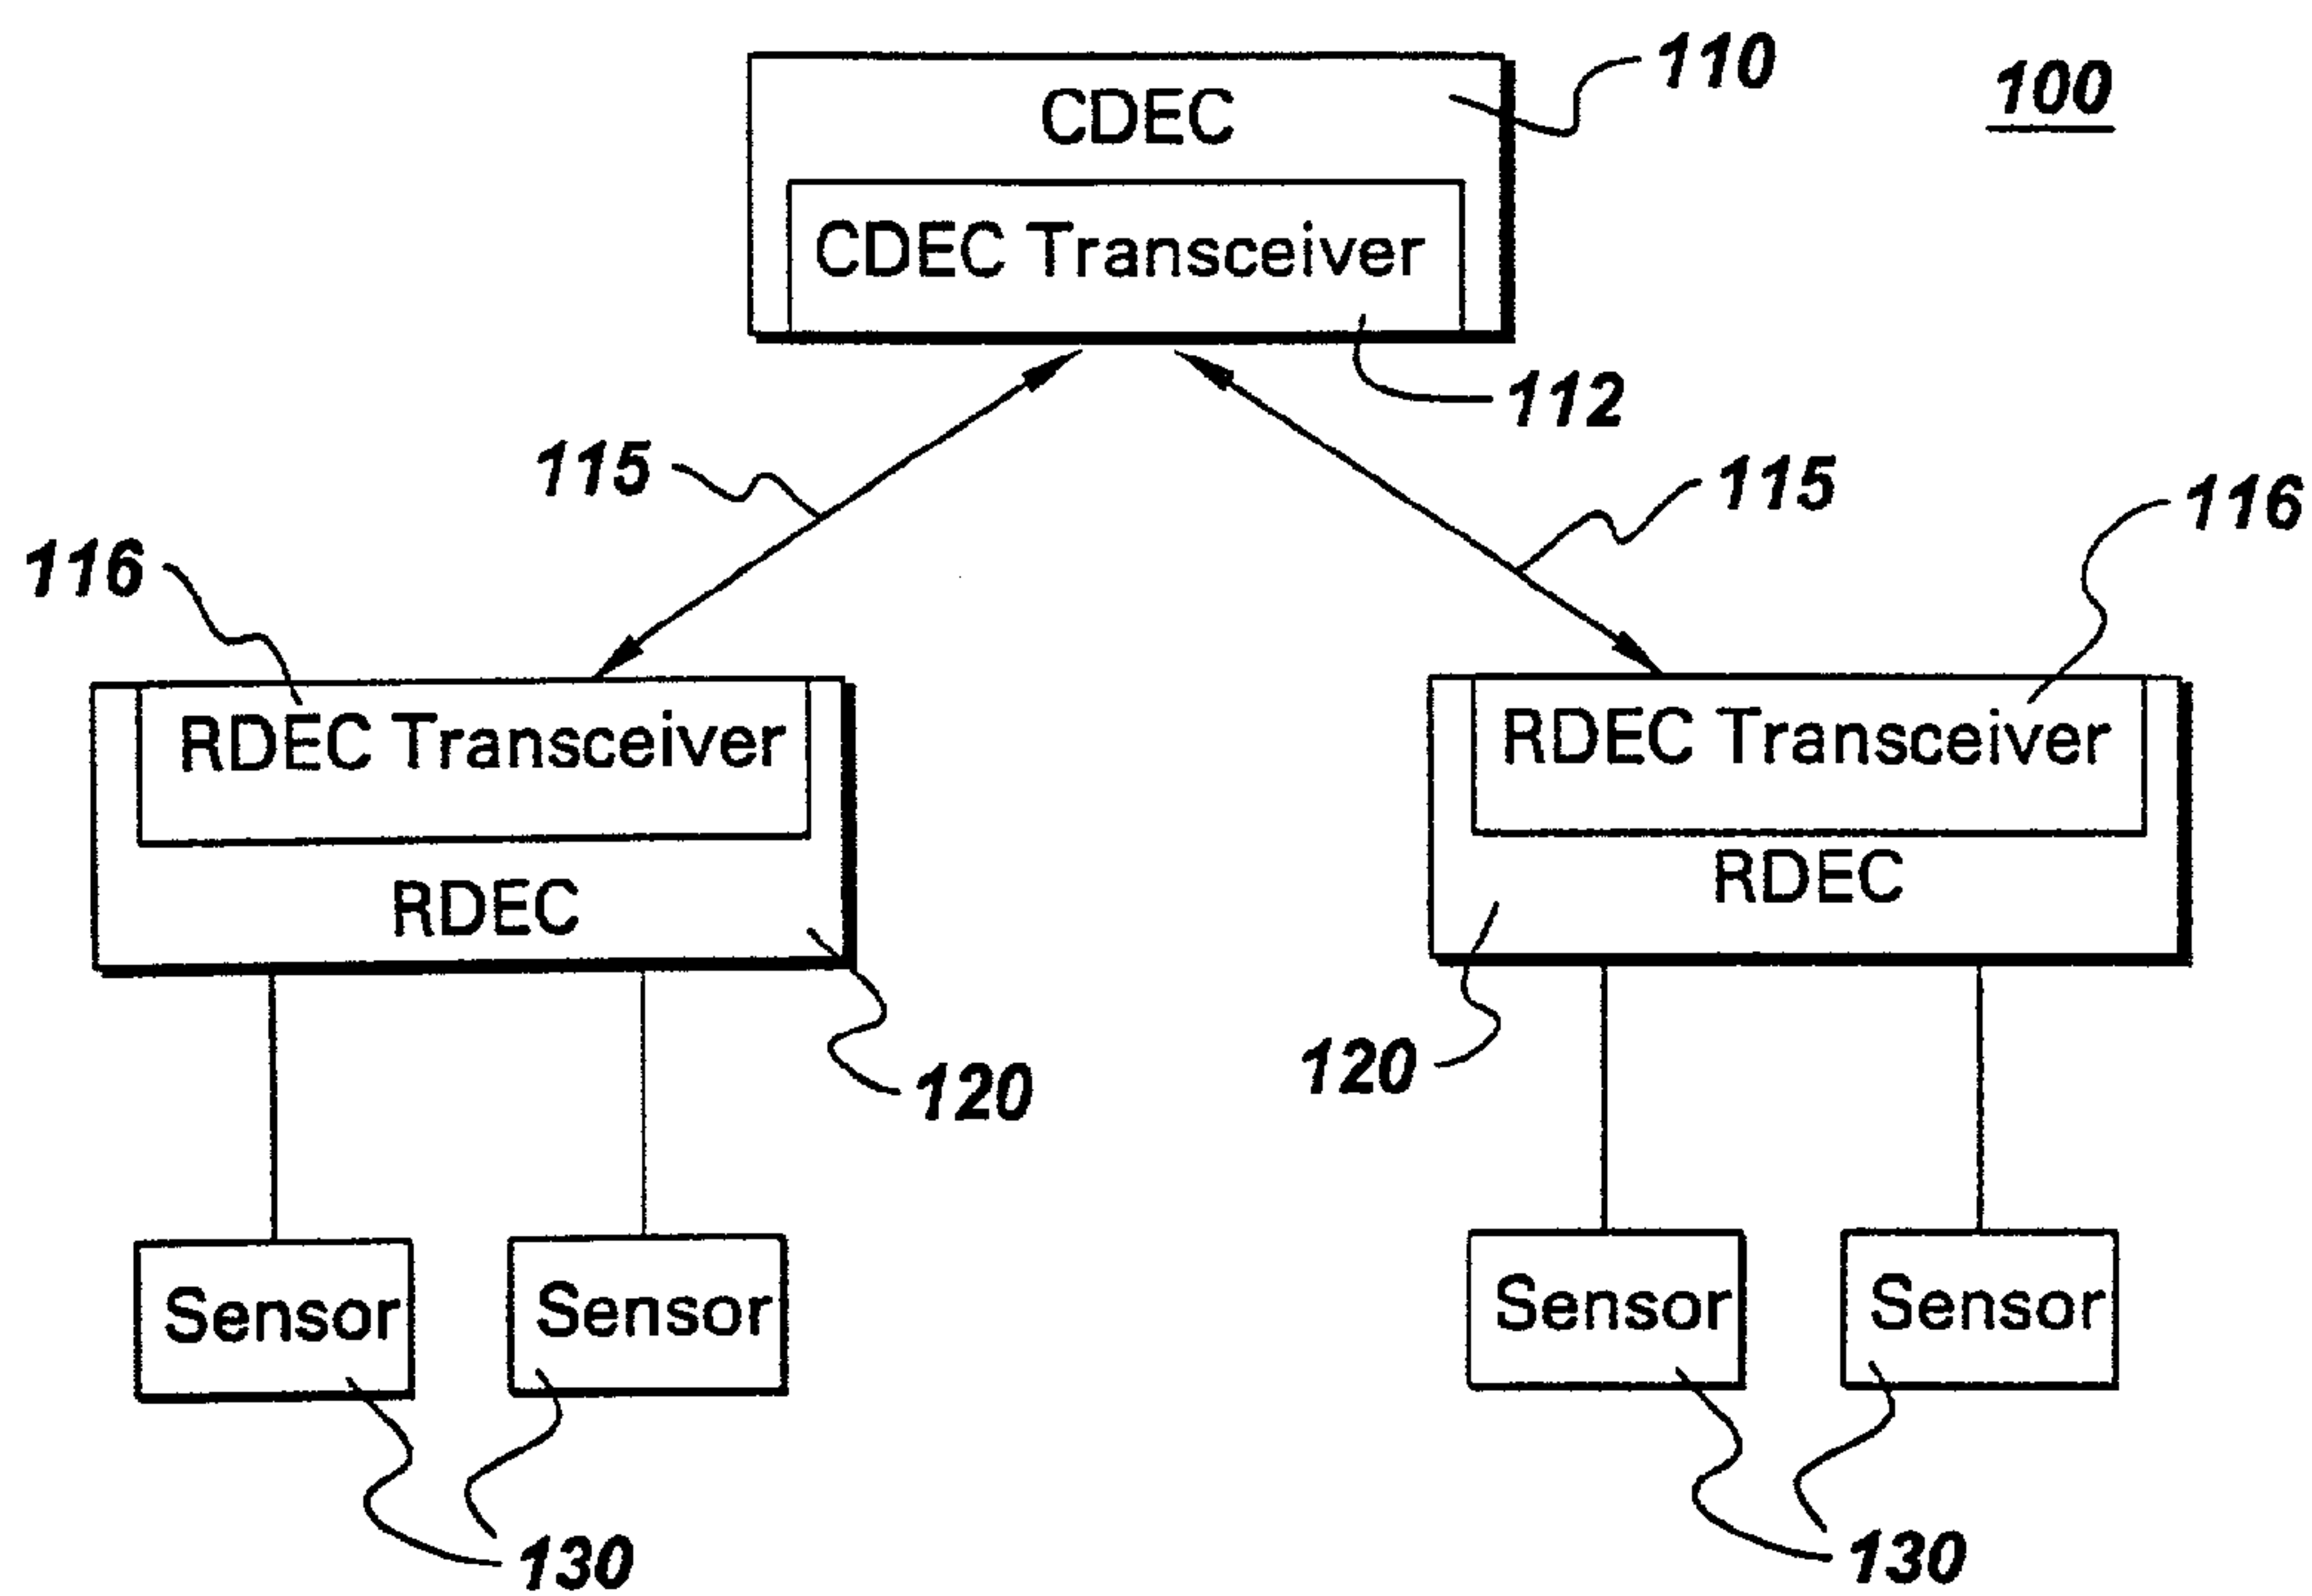 110
100
CDEC
CDEC Transceiver
112
115
115
116
116
RDEC Transceiver
RDEC Transceiver
RDEC
RDEC
120
120
Sensor
Sensor
Sensor
Sensor
130
130